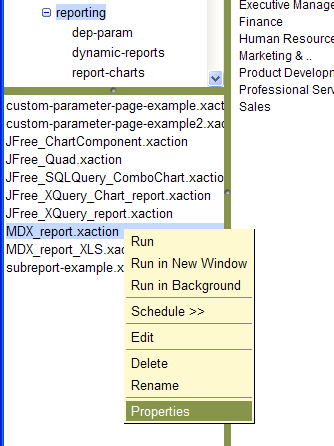 reporting
dep-param
dynamic-reports
report-charts
Executive Manage
Finance
Human Resource
Marketing & ..
Product Developm
Professional Serv
Sales
custom-parameter-page-example.xact
custom-parameter-page-example2.xac
JFree_ChartComponent.xaction
JFree_Quad.xaction
JFree_SQLQuery_ComboChart.xaction
JFree_XQuery_Chart_report.xaction
JFree_XQuery_report.xaction
MDX_report.xaction
MDX_report_XLS.xac
subreport-example.x
Run
Run in New Window
Run in Background
Schedule >>
Edit
Delete
Rename
Properties